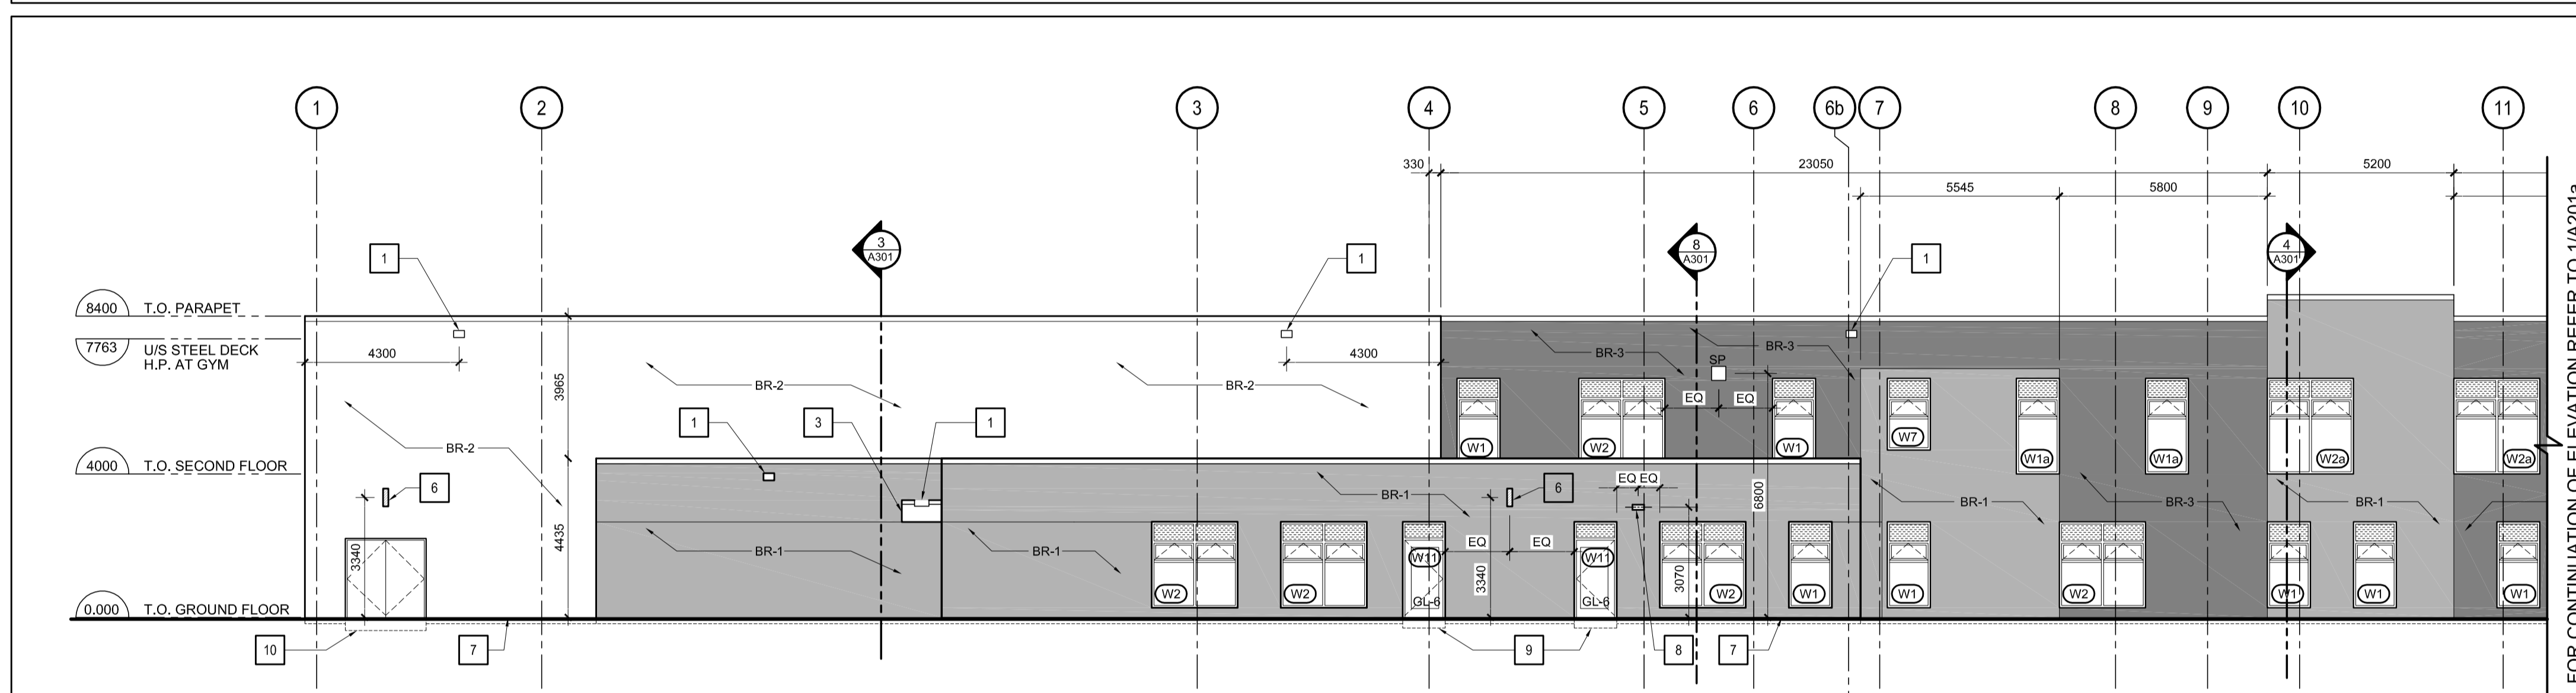 1
2
3
4
5
6
6b
7
8
9
10
11
330
23050
5200
5545
5800
3
A301
8
A301
4
A301
1
1
1
8400 T.O. PARAPET
7763 U/S STEEL DECK
H.P. AT GYM
4300
4300
3965
BR-2
BR-2
BR-2
BR-3
BR-3
SP
EQ
EQ
1
3
1
W1
W2
W1
W7
W1a
W1a
W2a
W2a
4000 T.O. SECOND FLOOR
6
6
EQ
EQ
6800
BR-1
BR-1
BR-3
BR-1
4435
3340
BR-1
BR-1
EQ
EQ
3340
3070
W11
W11
W2
W2
GL-6
GL-6
W2
W1
W1
W2
W1
W1
W1
0.000 T.O. GROUND FLOOR
10
7
9
8
7
FOR CONTINUATION OF ELEVATION REFER TO 1/A201a